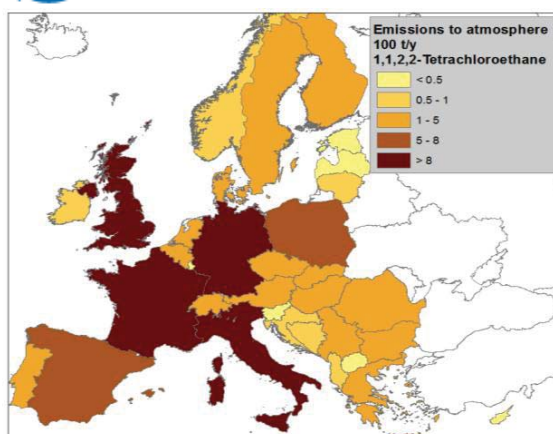 Emissions to atmosphere
100 t/y
1,1,2,2-Tetrachloroethane
< 0.5
0.5 - 1
1 - 5
5 - 8
> 8